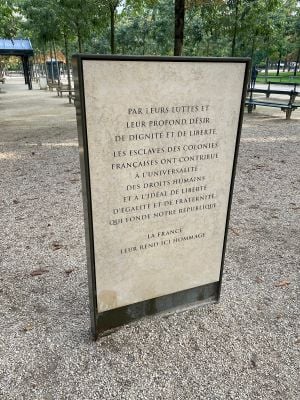 PAR LEURS LUTTES ET
LEUR PROFOND DÉSIR
DE DIGNITÉ ET DE LIBERTÉ,
LES ESCLAVES DES COLONIES
FRANÇAISES ONT CONTRIBUÉ
À L'UNIVERSALITÉ
DES DROITS HUMAINS
ET À L'IDÉAL DE LIBERTÉ,
D'ÉGALITÉ ET DE FRATERNITÉ,
QUI FONDE NOTRE RÉPUBLIQUE.
LA FRANCE
LEUR REND ICI HOMMAGE